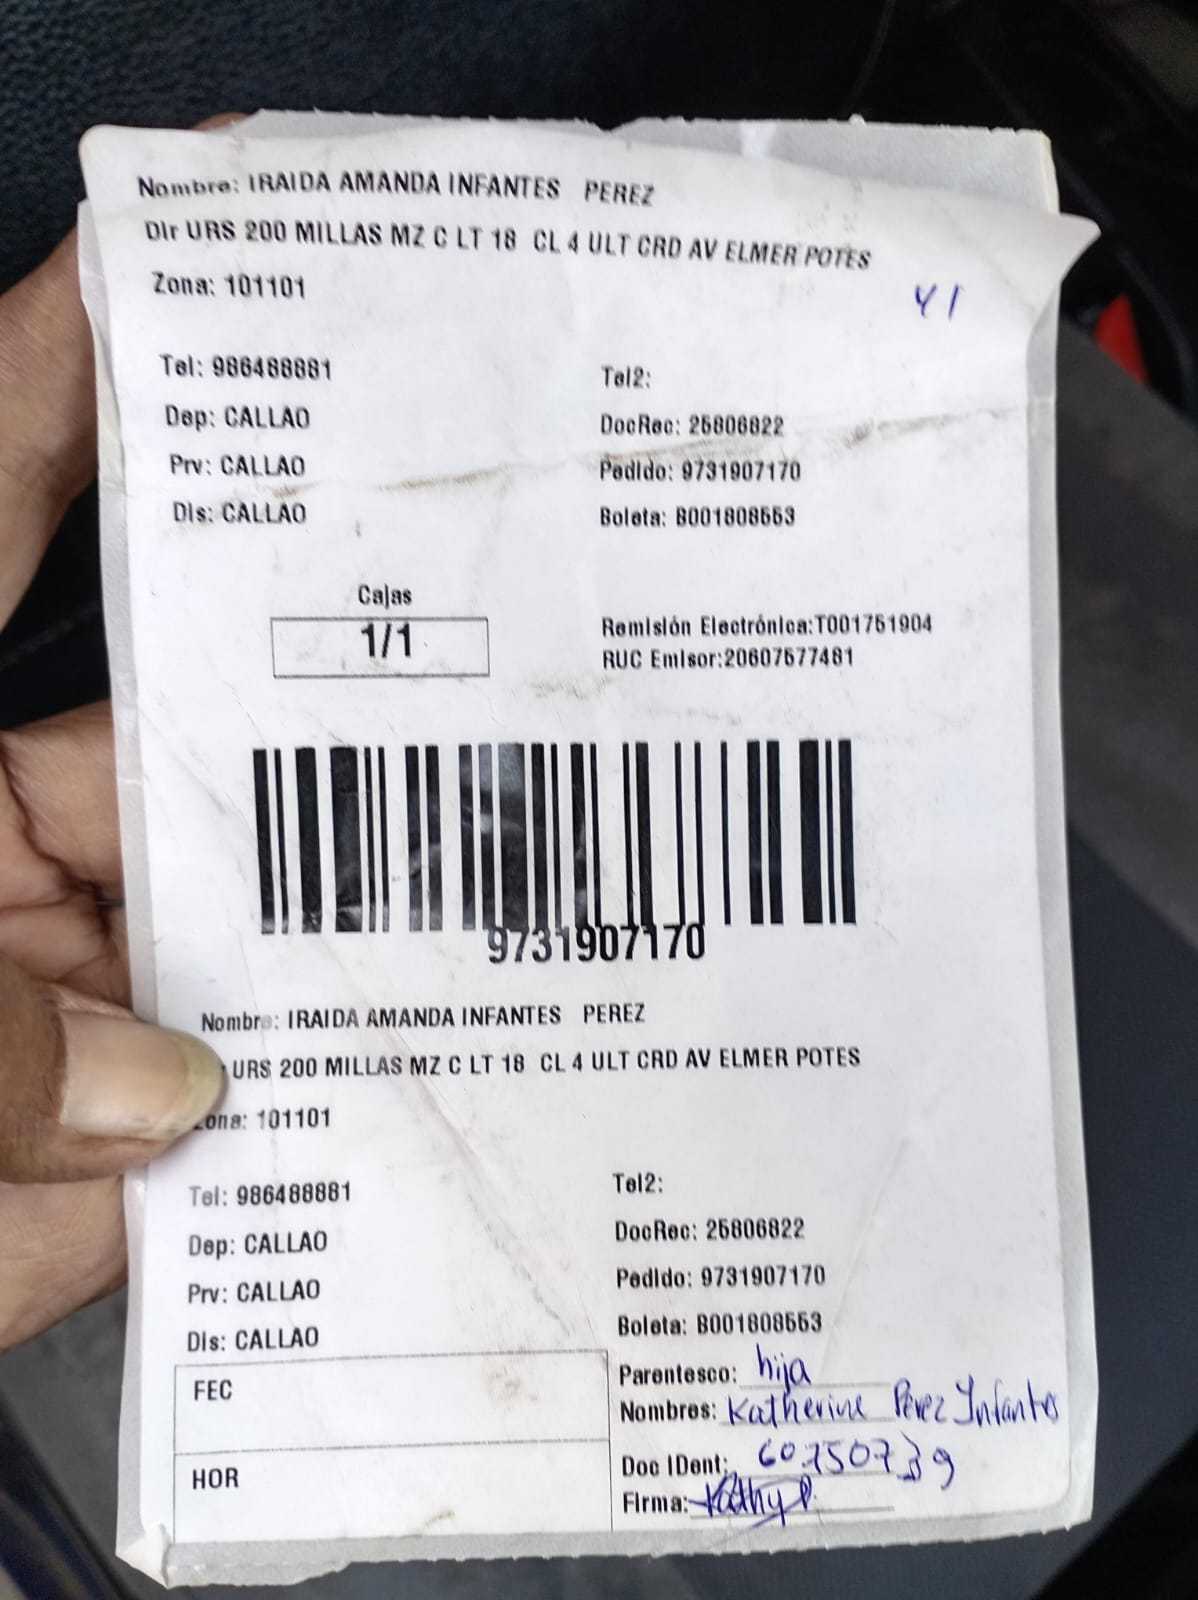 Nombre: IRAIDA AMANDA INFANTES PEREZ
Dir URS 200 MILLAS MZ C LT 18 CL 4 ULT CRD AV ELMER POTES
Zona: 101101
41
Tel: 986488881
Tel2:
Dep: CALLAO
DocRec: 25806822
Prv: CALLAO
Pedido: 9731907170
Dis: CALLAO
Boleta: B001808553
Cajas
1/1
Remisión Electrónica:T001751904
RUC Emisor:20607577481
9731907170
Nombre: IRAIDA AMANDA INFANTES PEREZ
URS 200 MILLAS MZ C LT 18 CL 4 ULT CRD AV ELMER POTES
Zona: 101101
Tel: 986488881
Tel2:
Dep: CALLAO
DocRec: 25806822
Prv: CALLAO
Pedido: 9731907170
Dis: CALLAO
Boleta: B001808553
FEC
Parentesco: hija
Nombres: Katherine Perez Infantes
HOR
Doc IDent:
Firma: Kathy P.